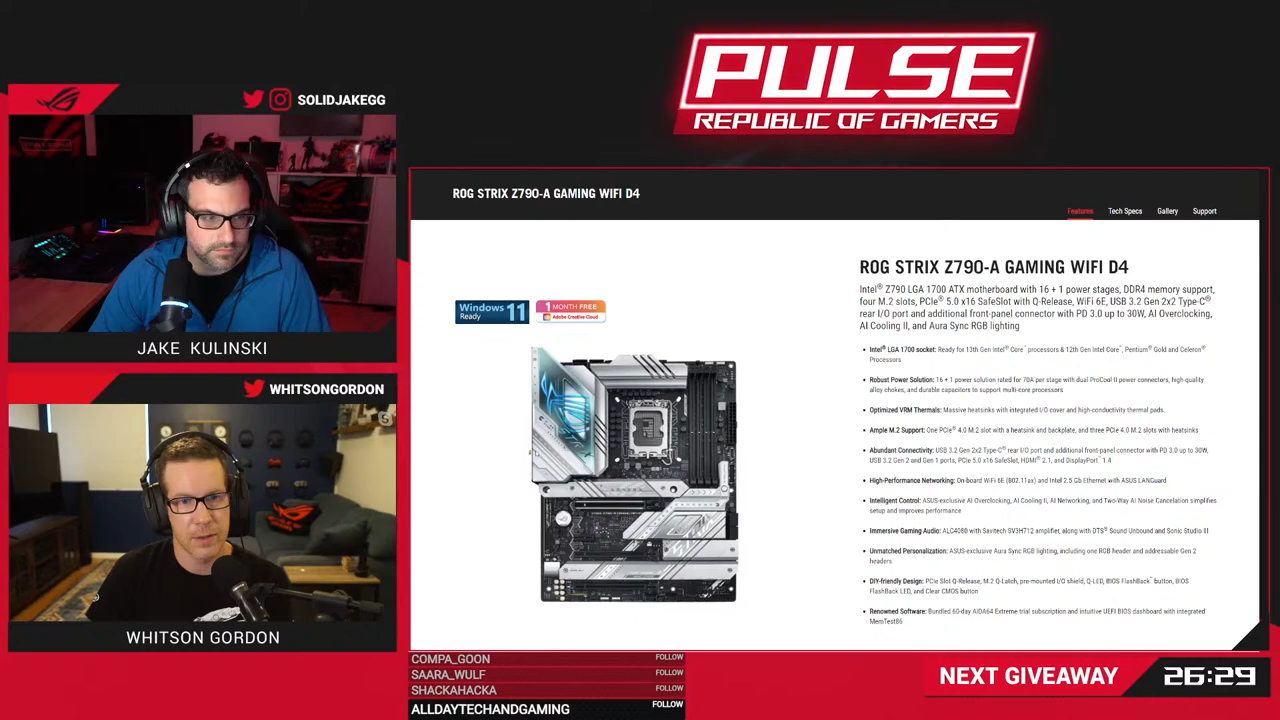 SOLIDJAKEGG
JAKE KULINSKI
WHITSONGORDON
WHITSON GORDON
PULSE
REPUBLIC OF GAMERS
ROG STRIX Z790-A GAMING WIFI D4
Features Tech Specs Gallery Support
Windows 11
Ready
1 MONTH FREE
Adobe Creative Cloud
ROG STRIX Z790-A GAMING WIFI D4
Intel® Z790 LGA 1700 ATX motherboard with 16 + 1 power stages, DDR4 memory support,
four M.2 slots, PCIe® 5.0 x16 SafeSlot with Q-Release, WiFi 6E, USB 3.2 Gen 2x2 Type-C®
rear I/O port and additional front-panel connector with PD 3.0 up to 30W, AI Overclocking,
AI Cooling II, and Aura Sync RGB lighting
• Intel® LGA 1700 socket: Ready for 13th Gen Intel® Core™ processors & 12th Gen Intel Core™, Pentium® Gold and Celeron®
Processors
• Robust Power Solution: 16 + 1 power solution rated for 70A per stage with dual ProCool II power connectors, high-quality
alloy chokes, and durable capacitors to support multi-core processors
• Optimized VRM Thermals: Massive heatsinks with integrated I/O cover and high-conductivity thermal pads.
• Ample M.2 Support: One PCIe® 4.0 M.2 slot with a heatsink and backplate, and three PCIe 4.0 M.2 slots with heatsinks
• Abundant Connectivity: USB 3.2 Gen 2x2 Type-C® rear I/O port and additional front-panel connector with PD 3.0 up to 30W,
USB 3.2 Gen 2 and Gen 1 ports, PCIe 5.0 x16 SafeSlot, HDMI® 2.1, and DisplayPort™ 1.4
• High-Performance Networking: On-board WiFi 6E (802.11ax) and Intel 2.5 Gb Ethernet with ASUS LANGuard
• Intelligent Control: ASUS-exclusive AI Overclocking, AI Cooling II, AI Networking, and Two-Way AI Noise Cancelation simplifies
setup and improves performance
• Immersive Gaming Audio: ALC4080 with Savitech SV3H712 amplifier, along with DTS® Sound Unbound and Sonic Studio III
• Unmatched Personalization: ASUS-exclusive Aura Sync RGB lighting, including one RGB header and addressable Gen 2
headers
• DIY-friendly Design: PCIe Slot Q-Release, M.2 Q-Latch, pre-mounted I/O shield, Q-LED, BIOS FlashBack™ button, BIOS
FlashBack LED, and Clear CMOS button
• Renowned Software: Bundled 60-day AIDA64 Extreme trial subscription and intuitive UEFI BIOS dashboard with integrated
MemTest86
COMPA_GOON FOLLOW
SAARA_WULF FOLLOW
SHACKAHACKA FOLLOW
ALLDAYTECHANDGAMING FOLLOW
NEXT GIVEAWAY 26:29